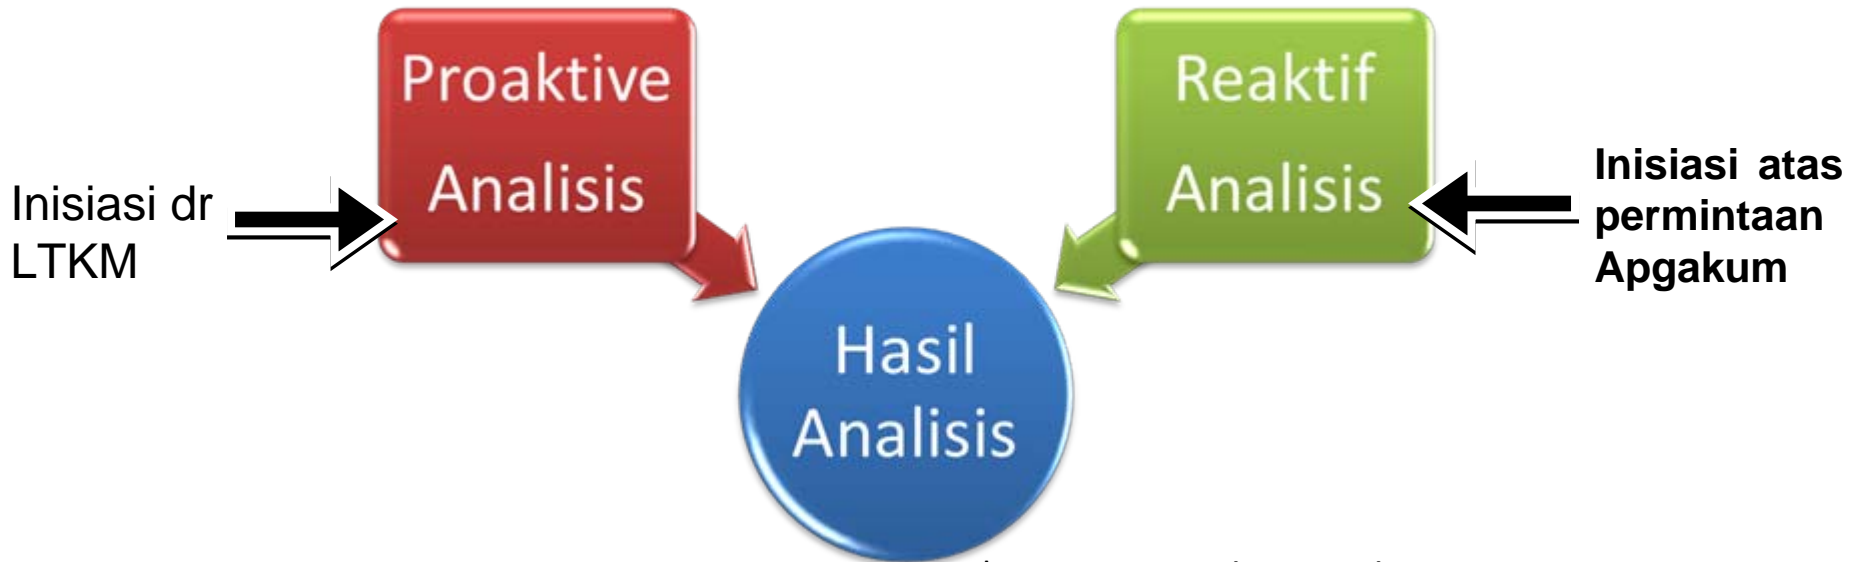 Proaktive
Analisis
Reaktif
Analisis
Inisiasi dr
LTKM
Inisiasi atas
permintaan
Apgakum
Hasil
Analisis